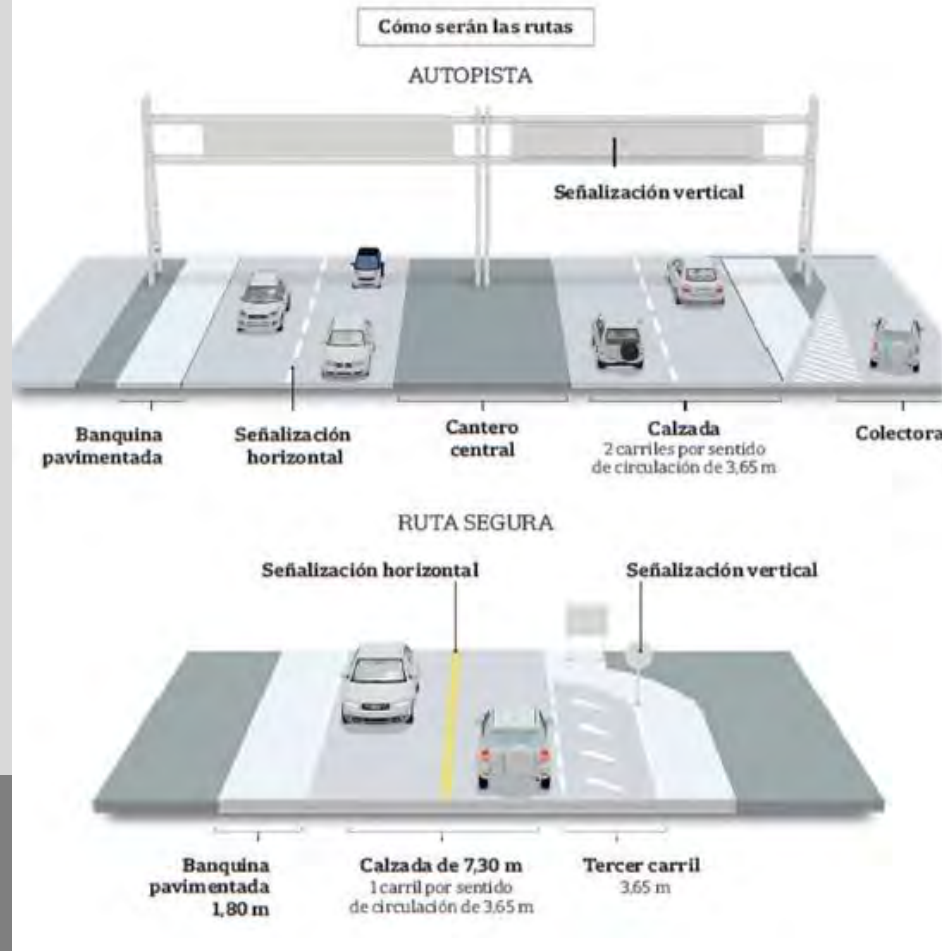 Cómo serán las rutas
AUTOPISTA
Señalización vertical
Banquina
pavimentada
Señalización
horizontal
Cantero
central
Calzada
2 carriles por sentido
de circulación de 3,65 m
Colectora
RUTA SEGURA
Señalización horizontal
Señalización vertical
Banquina
pavimentada
1,80 m
Calzada de 7,30 m
1 carril por sentido
de circulación de 3,65 m
Tercer carril
3,65 m